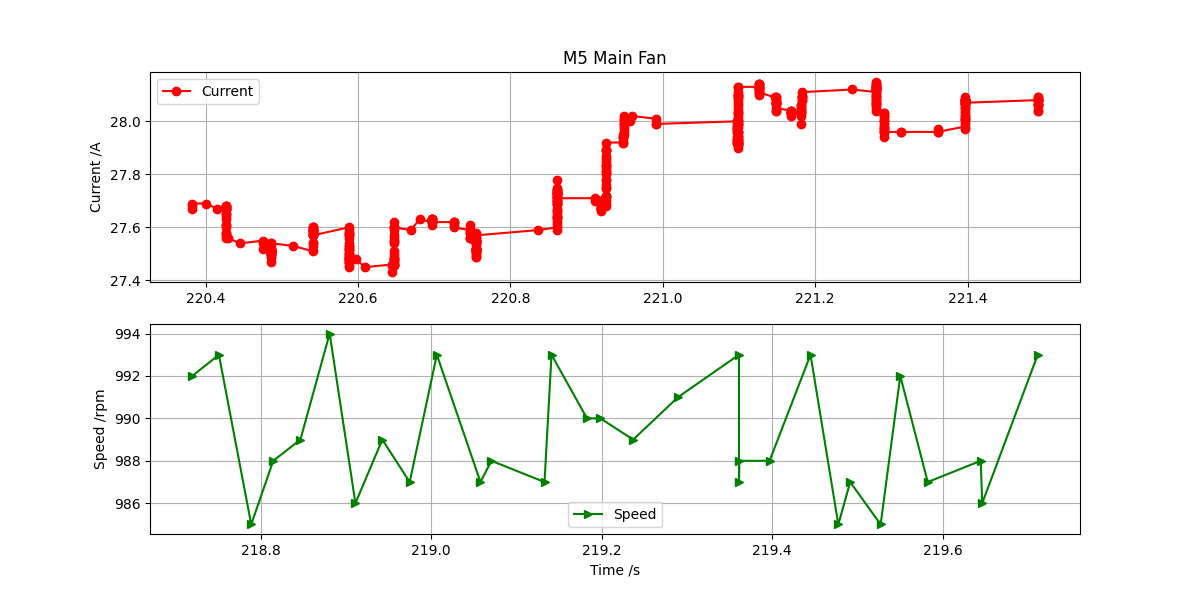 M5 Main Fan
Current
Current /A
28.0
27.8
27.6
27.4
220.4 220.6 220.8 221.0 221.2 221.4
994
992
990
988
986
Speed /rpm
Speed
218.8 219.0 219.2 219.4 219.6
Time /s